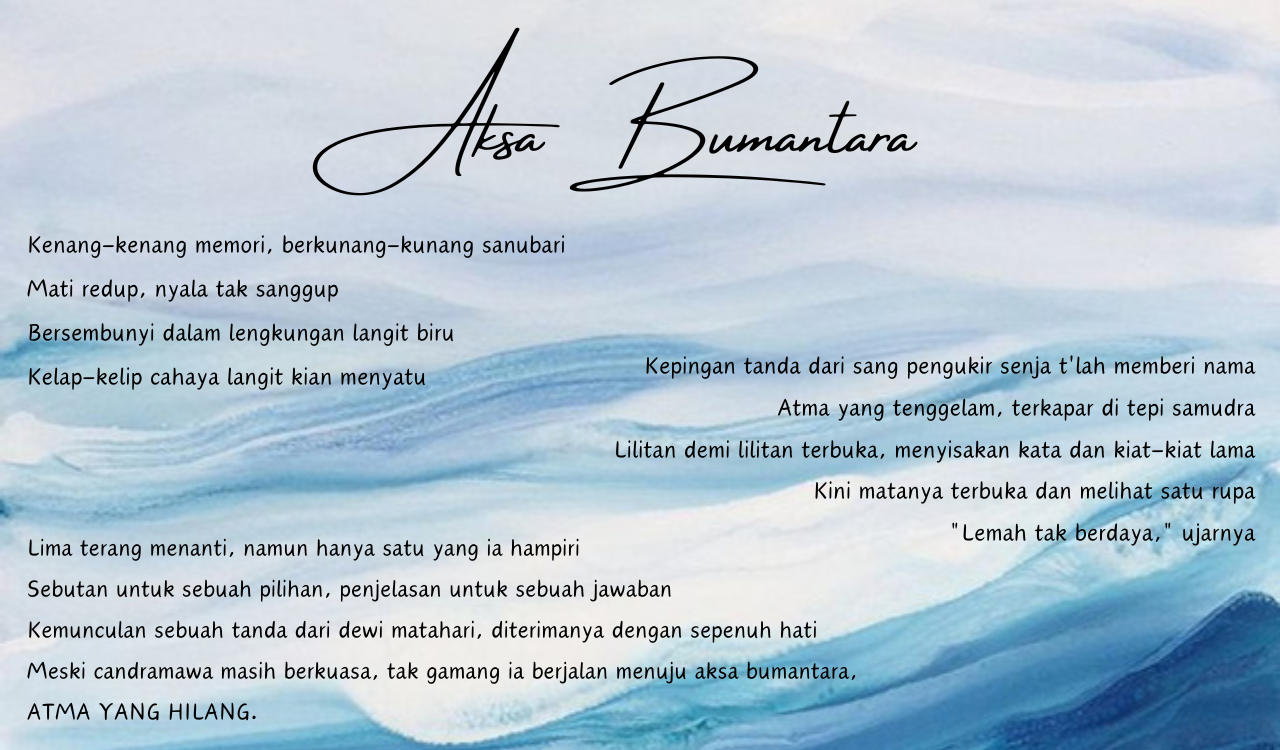 Aksa Bumantara
Kenang-kenang memori, berkunang-kunang sanubari
Mati redup, nyala tak sanggup
Bersembunyi dalam lengkungan langit biru
Kelap-kelip cahaya langit kian menyatu
Kepingan tanda dari sang pengukir senja t'lah memberi nama
Atma yang tenggelam, terkapar di tepi samudra
Lilitan demi lilitan terbuka, menyisakan kata dan kiat-kiat lama
Kini matanya terbuka dan melihat satu rupa
"Lemah tak berdaya," ujarnya
Lima terang menanti, namun hanya satu yang ia hampiri
Sebutan untuk sebuah pilihan, penjelasan untuk sebuah jawaban
Kemunculan sebuah tanda dari dewi matahari, diterimanya dengan sepenuh hati
Meski candramawa masih berkuasa, tak gamang ia berjalan menuju aksa bumantara,
ATMA YANG HILANG.